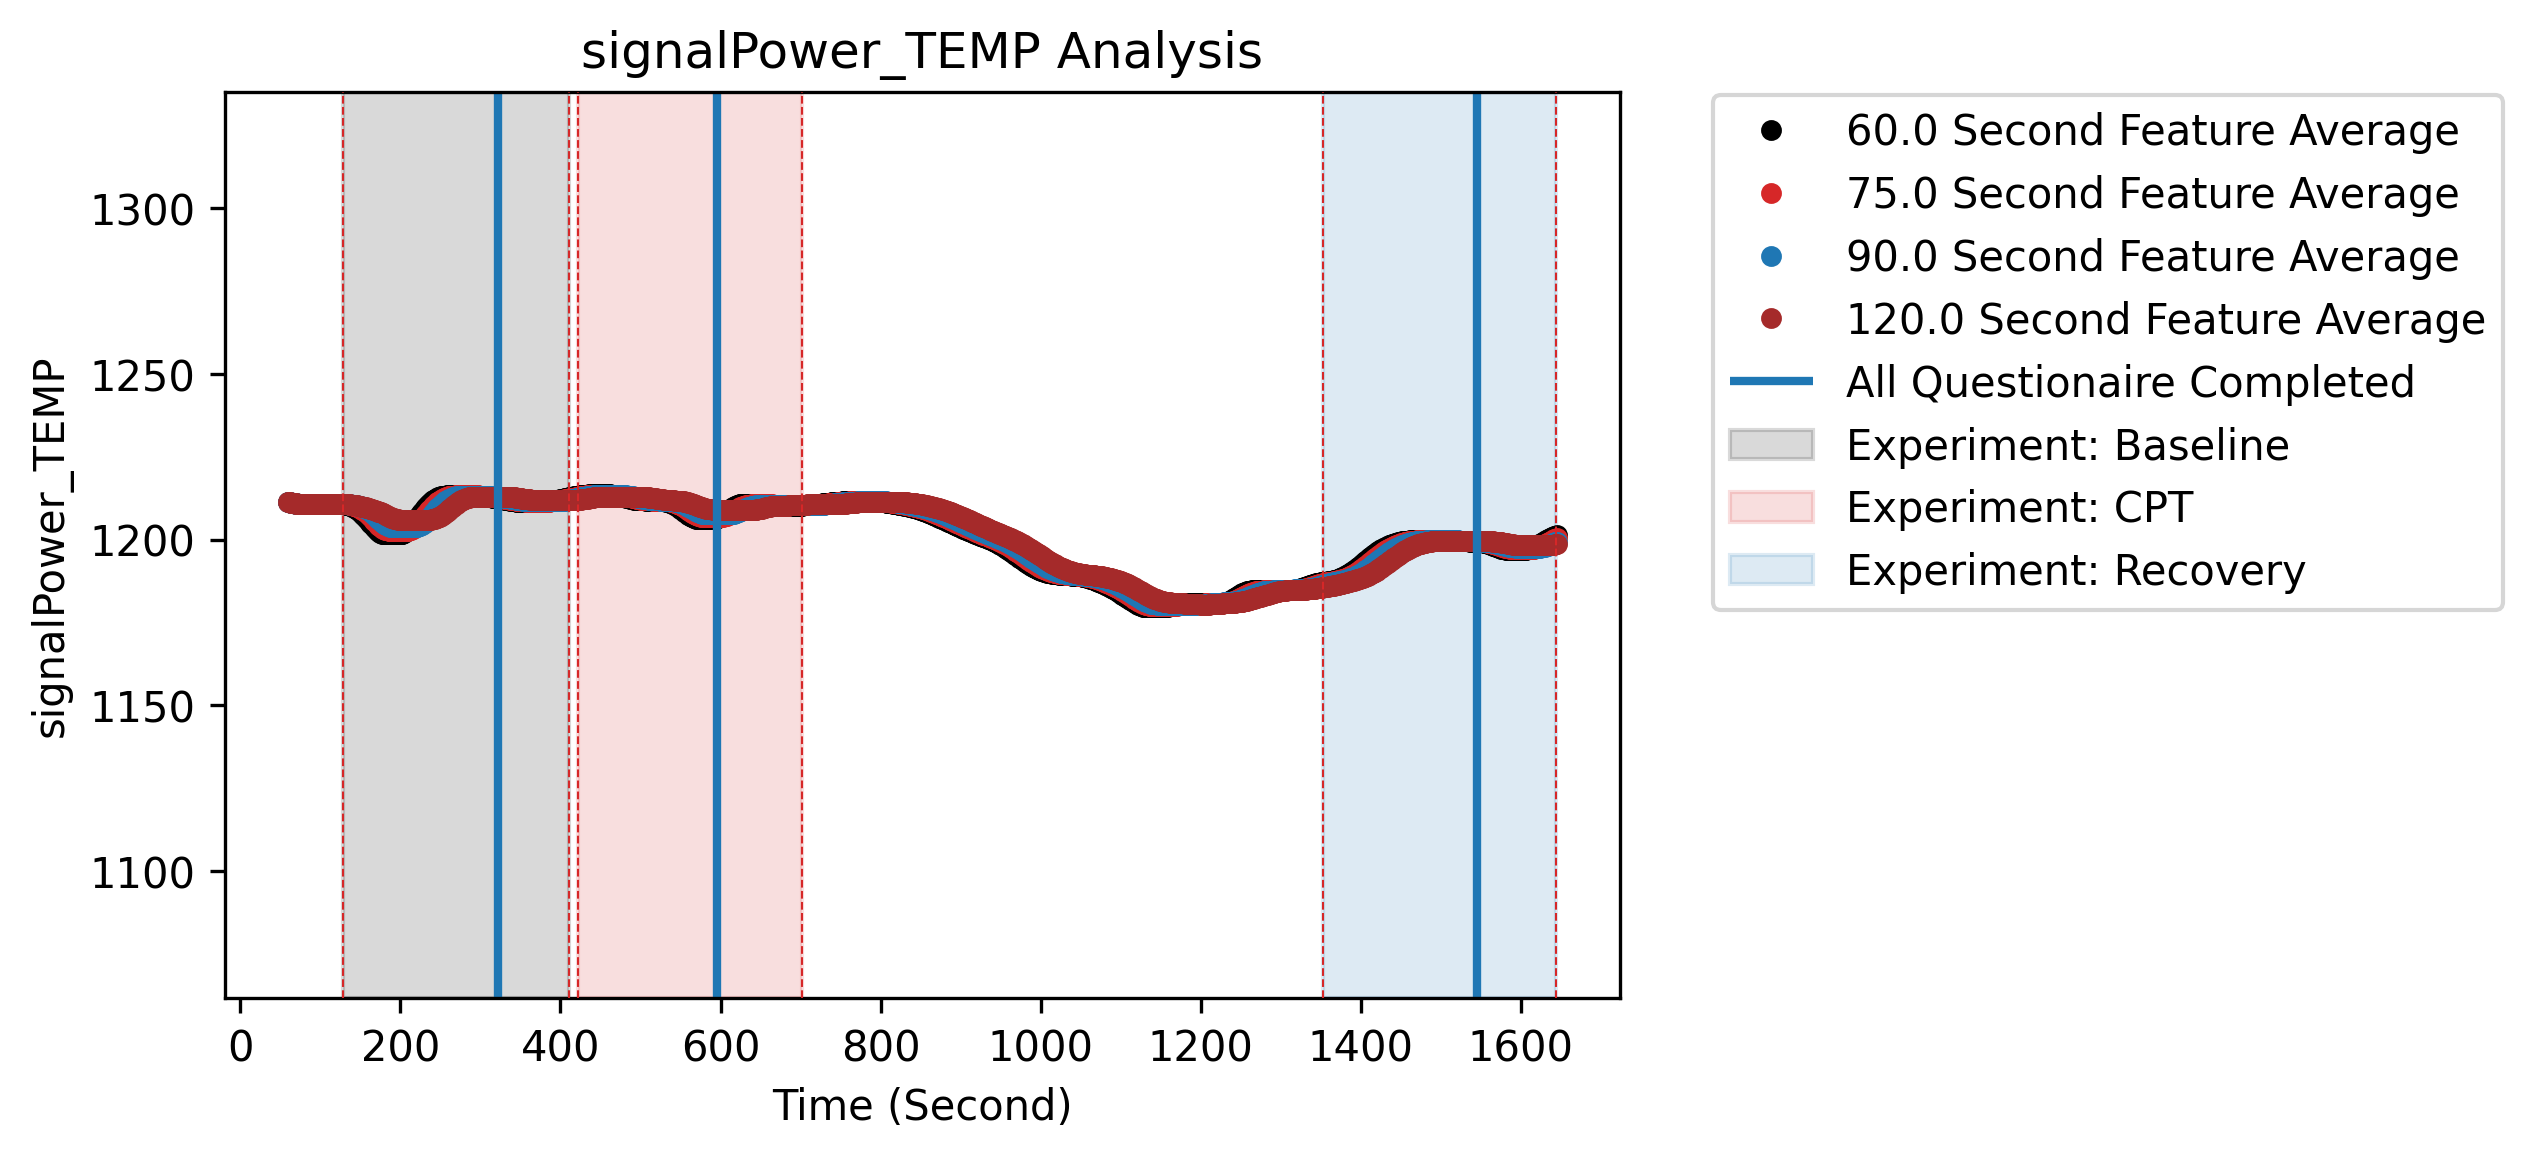 signalPower_TEMP Analysis
signalPower_TEMP
1300
1250
1200
1150
1100
0 200 400 600 800 1000 1200 1400 1600
Time (Second)
60.0 Second Feature Average
75.0 Second Feature Average
90.0 Second Feature Average
120.0 Second Feature Average
All Questionaire Completed
Experiment: Baseline
Experiment: CPT
Experiment: Recovery